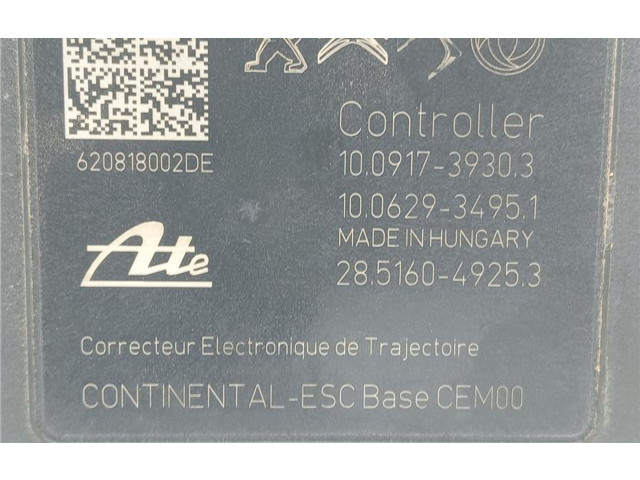 620818002DE
Controller
10.0917-3930.3
10.0629-3495.1
MADE IN HUNGARY
28.5160-4925.3
Ate
Correcteur Electronique de Trajectoire
CONTINENTAL-ESC Base CEM00